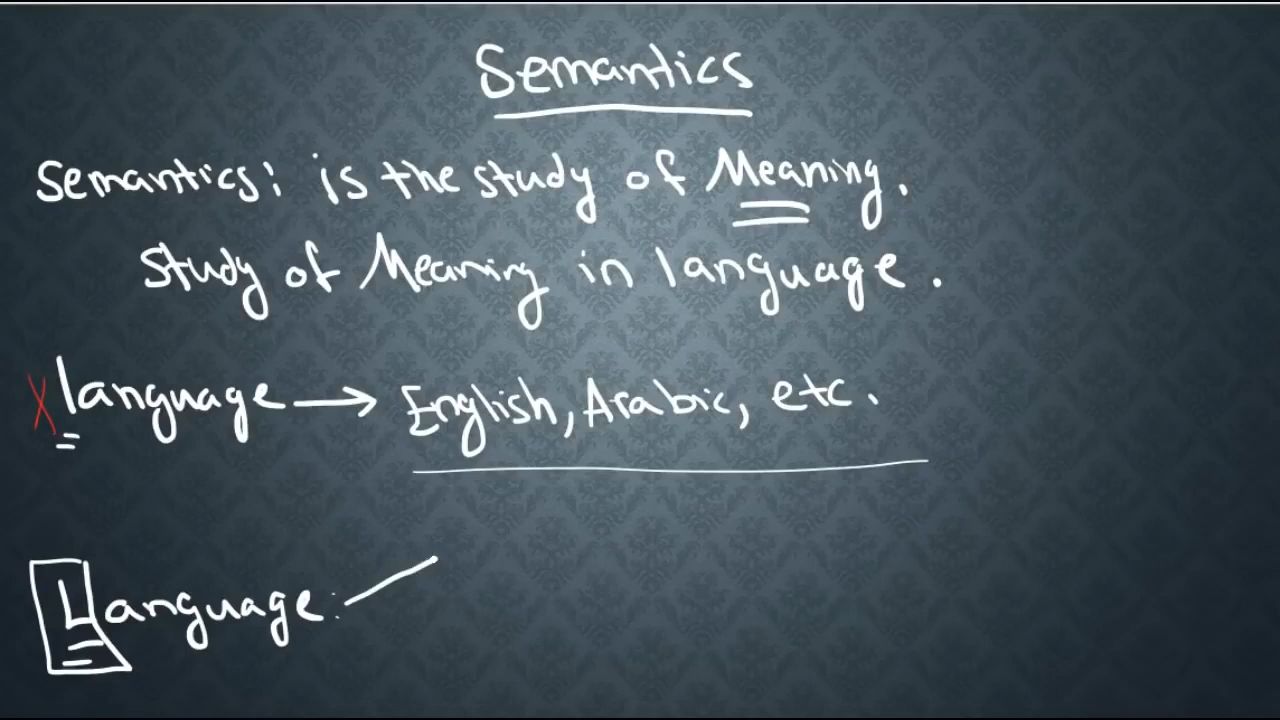 Semantics
Semantics: is the study of Meaning.
Study of Meaning in language.
x language → English, Arabic, etc.
Language: